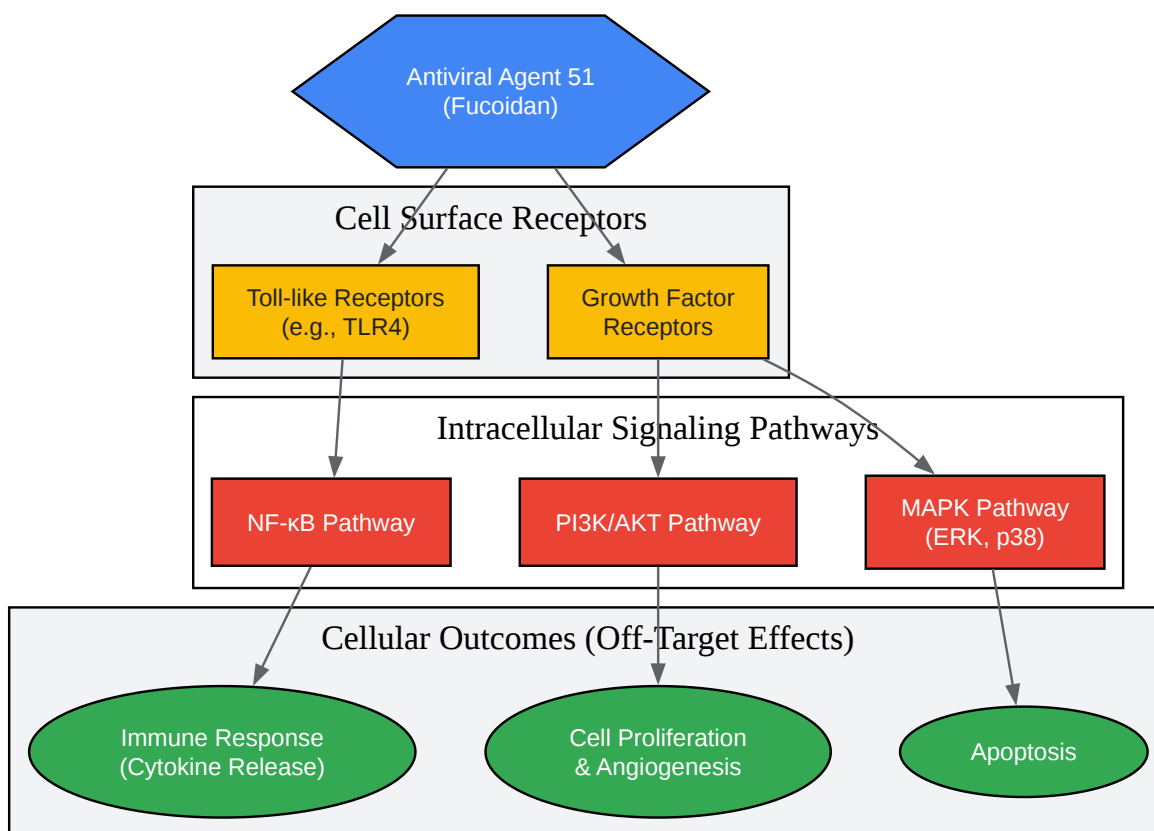 Antiviral Agent 51
(Fucoidan)
Cell Surface Receptors
Toll-like Receptors
(e.g., TLR4)
Growth Factor
Receptors
Intracellular Signaling Pathways
NF-κB Pathway
PI3K/AKT Pathway
MAPK Pathway
(ERK, p38)
Cellular Outcomes (Off-Target Effects)
Immune Response
(Cytokine Release)
Cell Proliferation
& Angiogenesis
Apoptosis